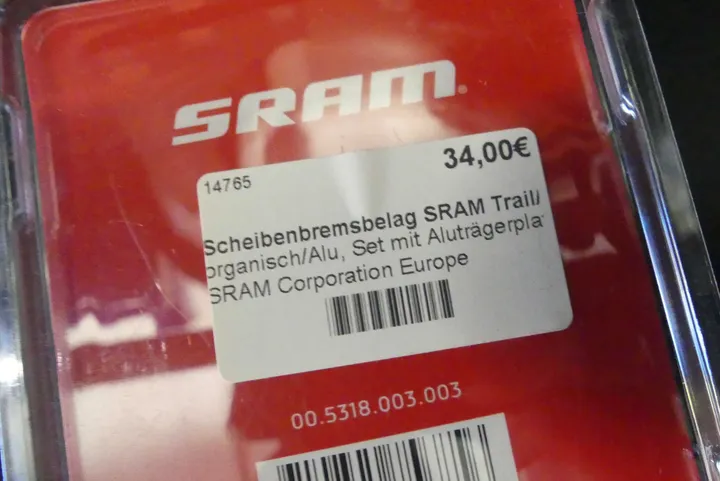 SRAM
34,00€
14765
Scheibenbremsbelag SRAM Trail/
organisch/Alu, Set mit Aluträgerpla
SRAM Corporation Europe
00.5318.003.003